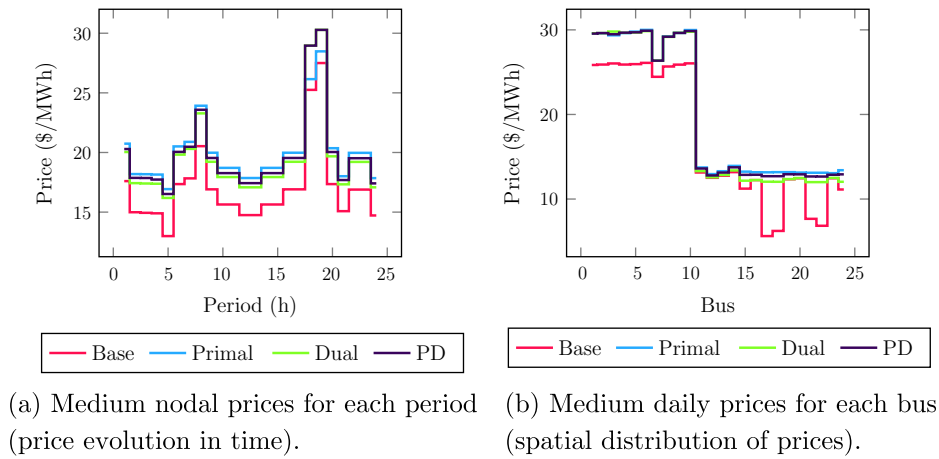 30
25
20
15
Price ($/MWh)
0 5 10 15 20 25
Period (h)
Base Primal Dual PD
(a) Medium nodal prices for each period
(price evolution in time).
30
20
10
Price ($/MWh)
0 5 10 15 20 25
Bus
Base Primal Dual PD
(b) Medium daily prices for each bus
(spatial distribution of prices).